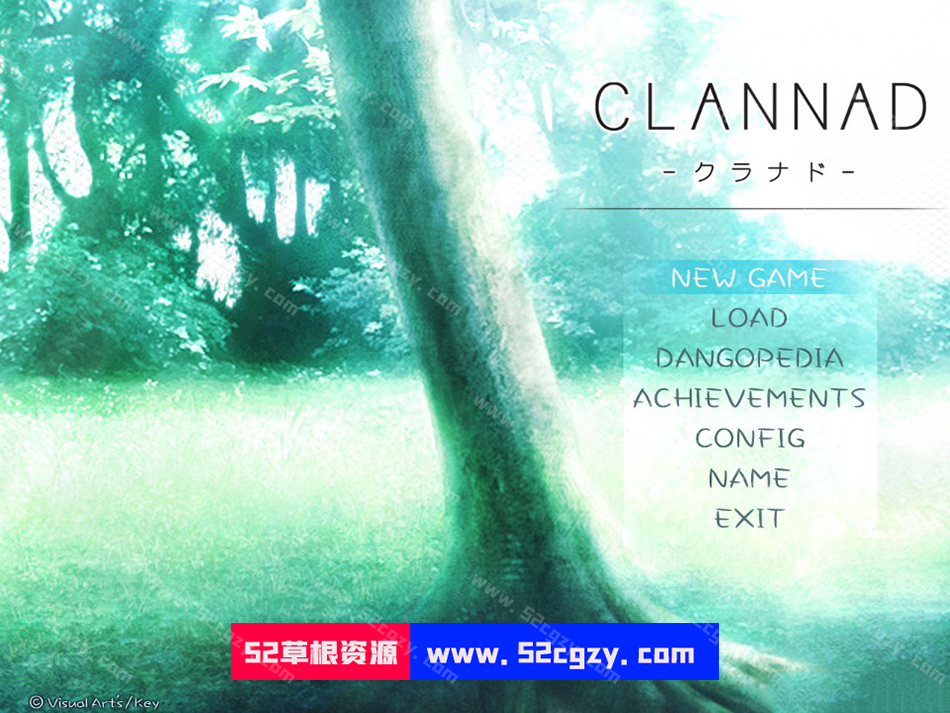 CLANNAD
-クラナド-
NEW GAME
LOAD
DANGOPEDIA
ACHIEVEMENTS
CONFIG
NAME
EXIT
52草根资源 www.52cgzy.com
© Visual Art's/Key